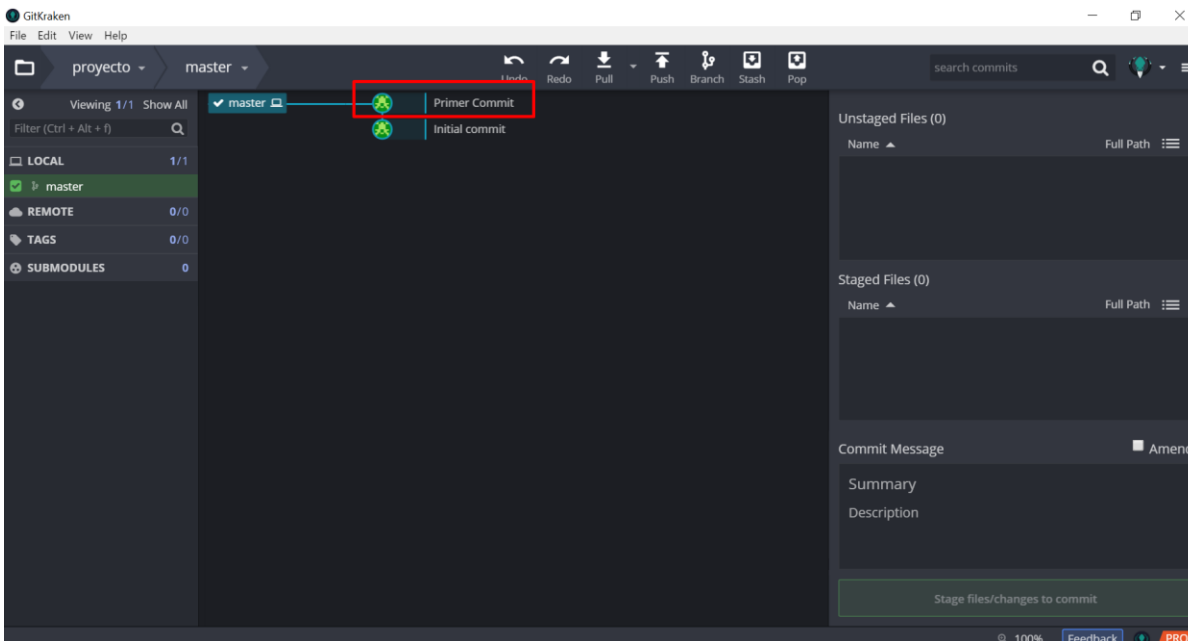 GitKraken
File Edit View Help
proyecto
master
Undo Redo Pull Push Branch Stash Pop
search commits
Viewing 1/1 Show All
Filter (Ctrl + Alt + f)
LOCAL 1/1
master
REMOTE 0/0
TAGS 0/0
SUBMODULES 0
master
Primer Commit
Initial commit
Unstaged Files (0)
Name Full Path
Staged Files (0)
Name Full Path
Commit Message Amend
Summary
Description
Stage files/changes to commit
100% Feedback PRO